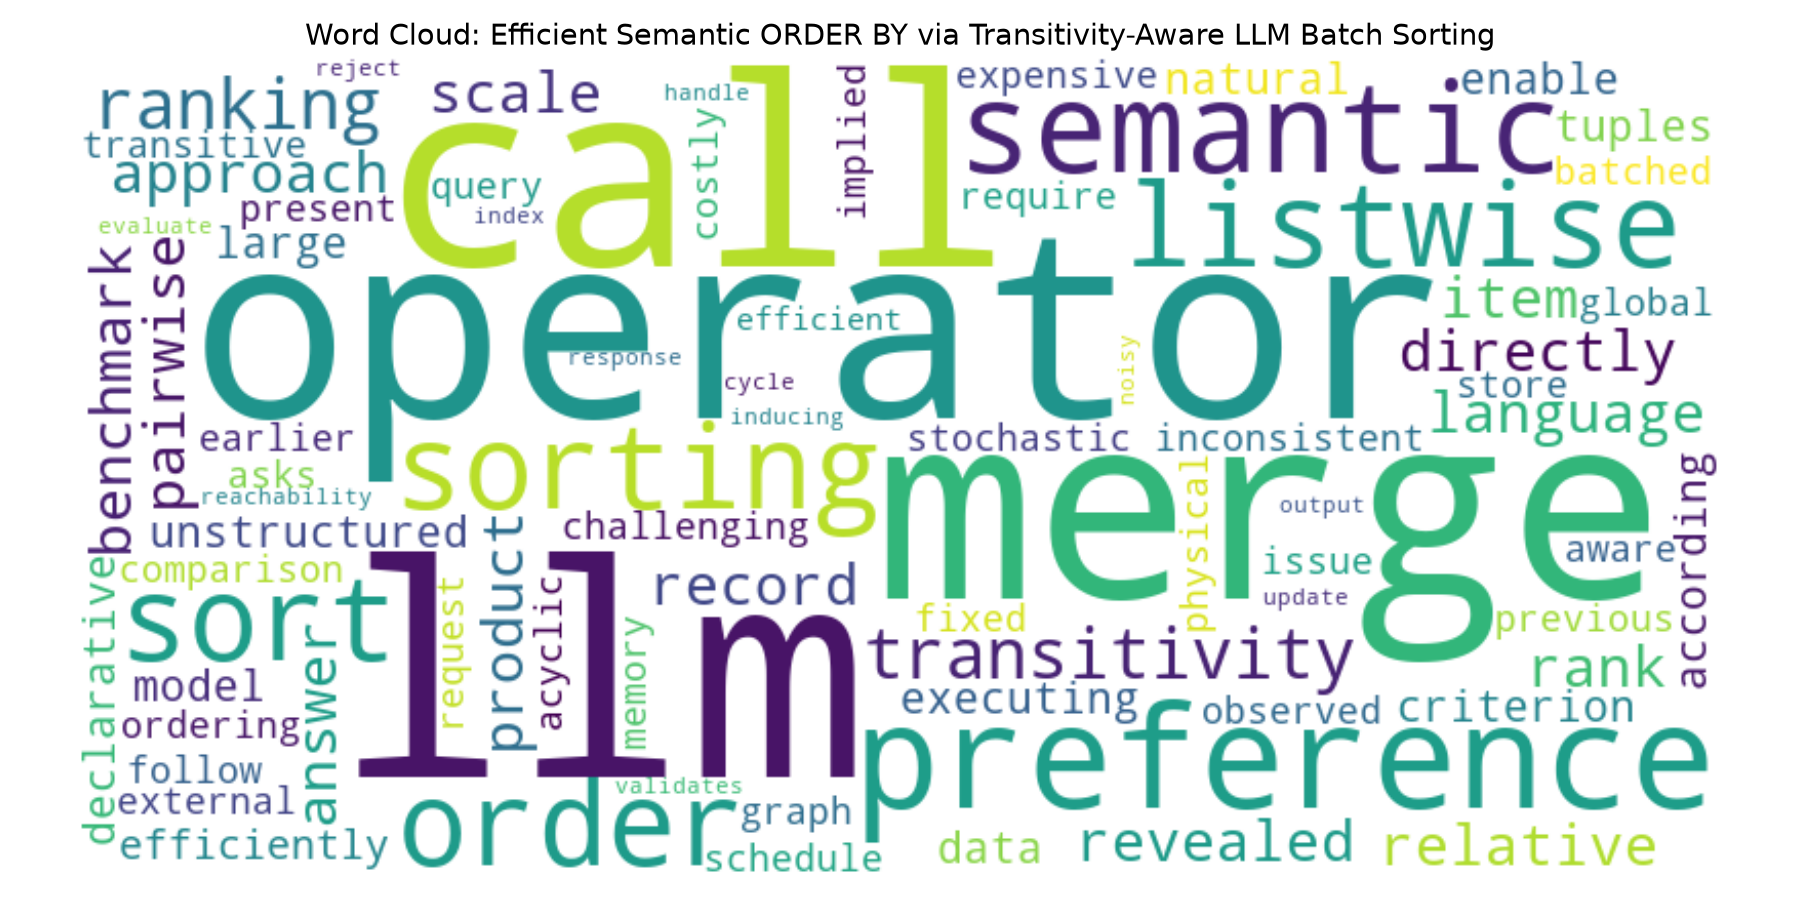 Word Cloud: Efficient Semantic ORDER BY via Transitivity-Aware LLM Batch Sorting
reject
ranking
scale
handle
call
implied
expensive
natural
enable
semantic
transitive
approach
query
costly
tuples
batched
present
index
require
listwise
evaluate
large
operator
benchmark
pairwise
efficient
item
global
response
cycle
noisy
directly
store
inducing
language
earlier
sorting
stochastic
inconsistent
merge
asks
reachability
unstructured
challenging
product
physical
output
issue
aware
according
declarative
comparison
sort
llm
request
acyclic
record
memory
update
fixed
previous
transitivity
rank
answer
model
executing
observed
criterion
ordering
preference
follow
external
validates
order
graph
efficiently
schedule
data
revealed
relative